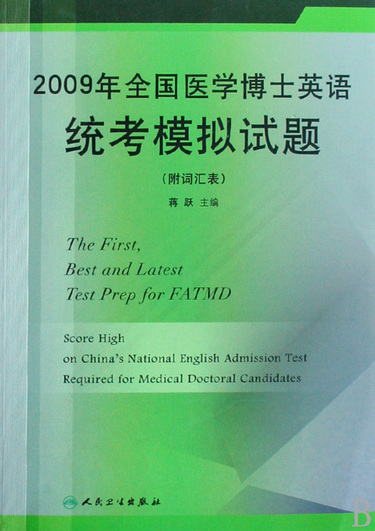 2009年全国医学博士英语
统考模拟试题
(附词汇表)
蒋 跃 主编
The First,
Best and Latest
Test Prep for FATMD
Score High
on China's National English Admission Test
Required for Medical Doctoral Candidates
人民卫生出版社
B